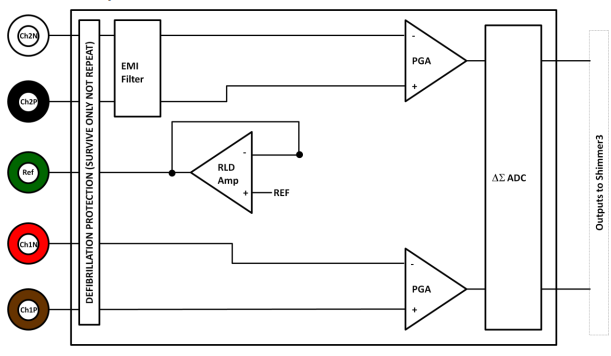 Ch2N
Ch2P
Ref
Ch1N
Ch1P
DEFIBRILLATION PROTECTION (SURVIVE ONLY NOT REPEAT)
EMI
Filter
-
PGA
+
-
RLD
Amp
+
REF
-
PGA
+
ΔΣ ADC
Outputs to Shimmer3